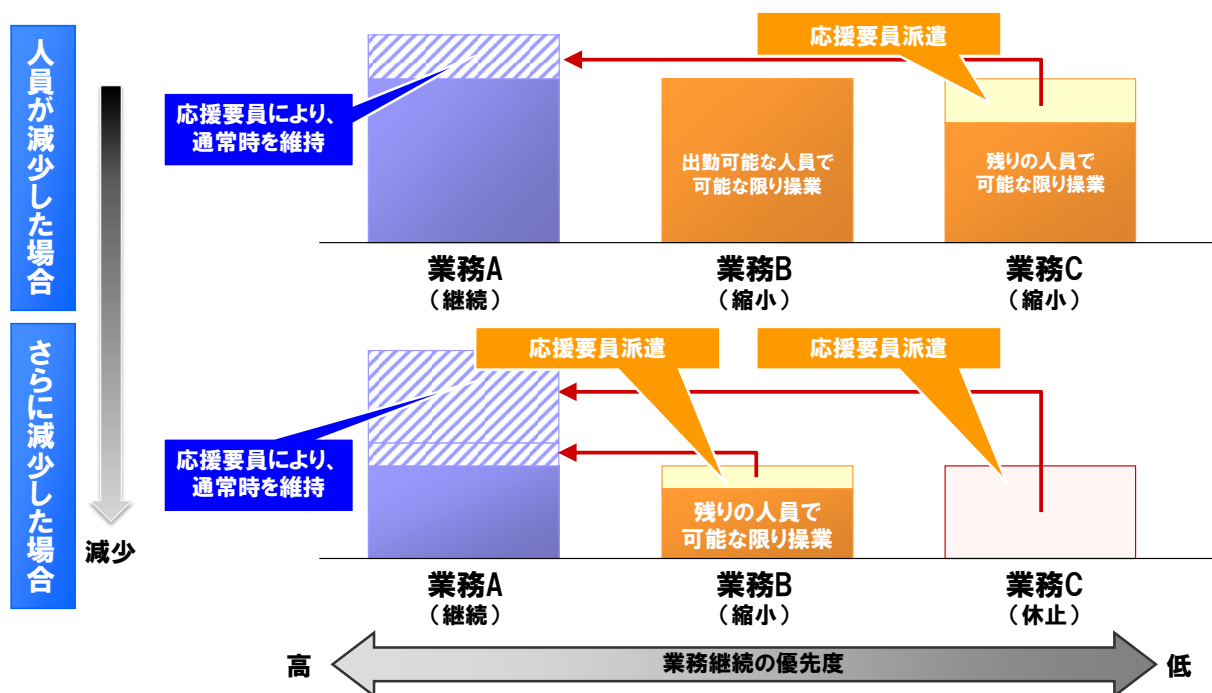 人員が減少した場合
応援要員派遣
応援要員により、
通常時を維持
出勤可能な人員で
可能な限り操業
残りの人員で
可能な限り操業
業務A
（継続）
業務B
（縮小）
業務C
（縮小）
さらに減少した場合
減少
応援要員派遣
応援要員派遣
応援要員により、
通常時を維持
残りの人員で
可能な限り操業
業務A
（継続）
業務B
（縮小）
業務C
（休止）
高
業務継続の優先度
低